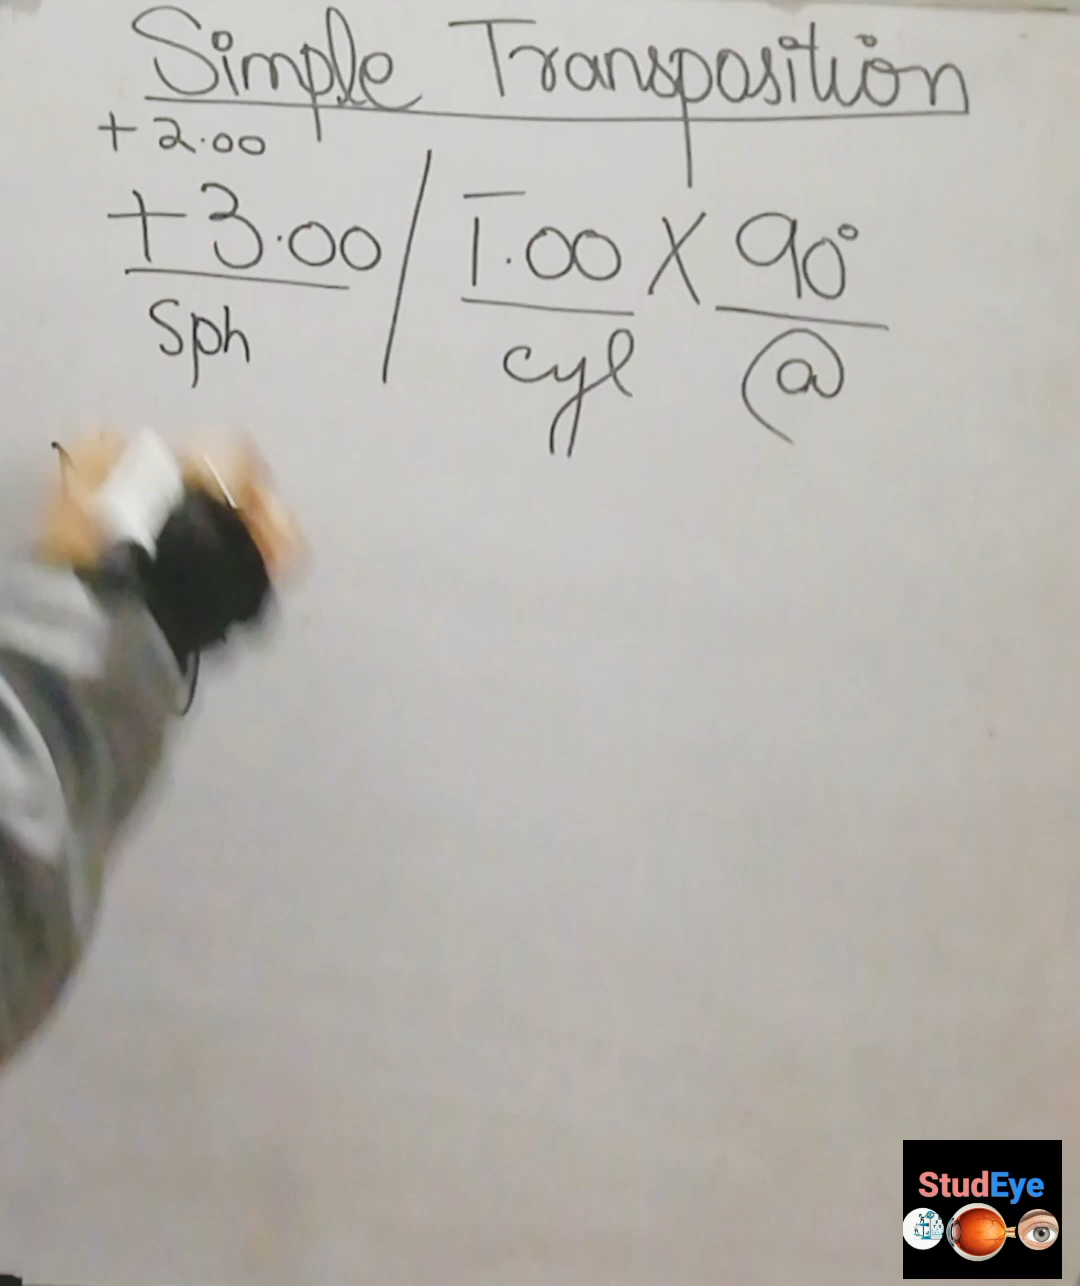 Simple Transposition
+2.00
+3.00 / -1.00 X 90°
Sph cyl @
StudEye